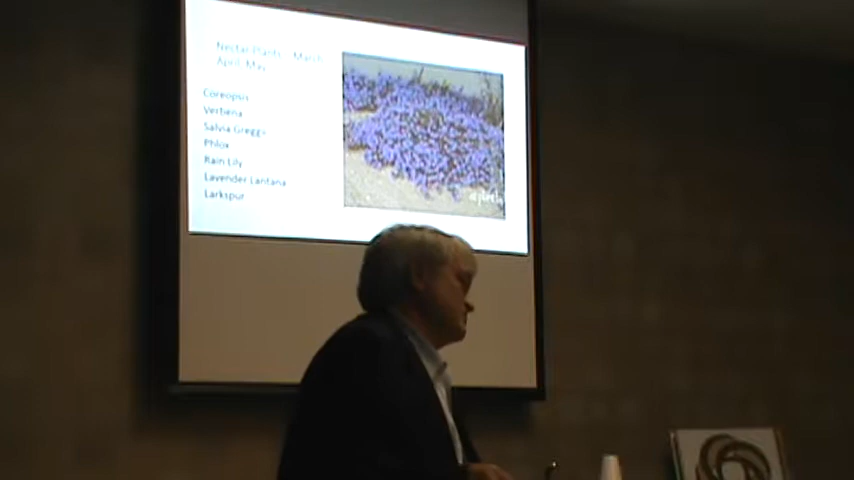 Nectar Plants - March
April, May
Coreopsis
Verbena
Salvia Greggii
Phlox
Rain Lily
Lavender Lantana
Larkspur